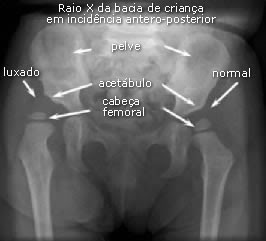 Raio X da bacia de criança
em incidência antero-posterior
pelve
luxado
normal
acetábulo
cabeça
femoral